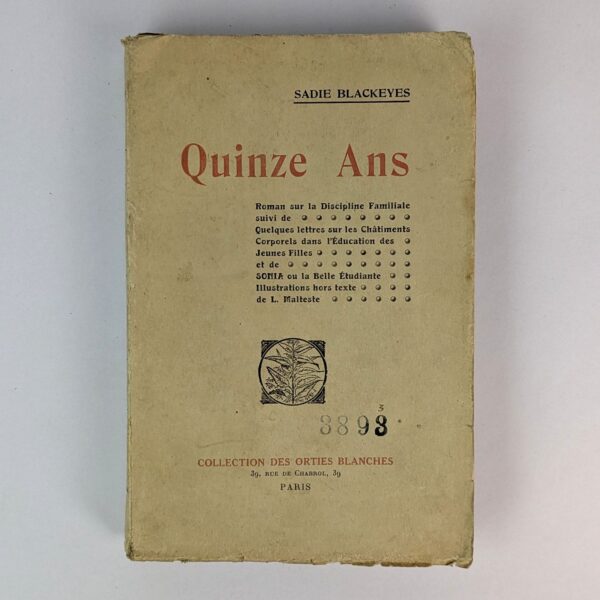 SADIE BLACKEYES
Quinze Ans
Roman sur la Discipline Familiale
suivi de
Quelques lettres sur les Châtiments
Corporels dans l'Éducation des
Jeunes Filles
et de
SONIA ou la Belle Étudiante
Illustrations hors texte
de L. Malteste
3
3893
COLLECTION DES ORTIES BLANCHES
39, RUE DE CHABROL, 39
PARIS